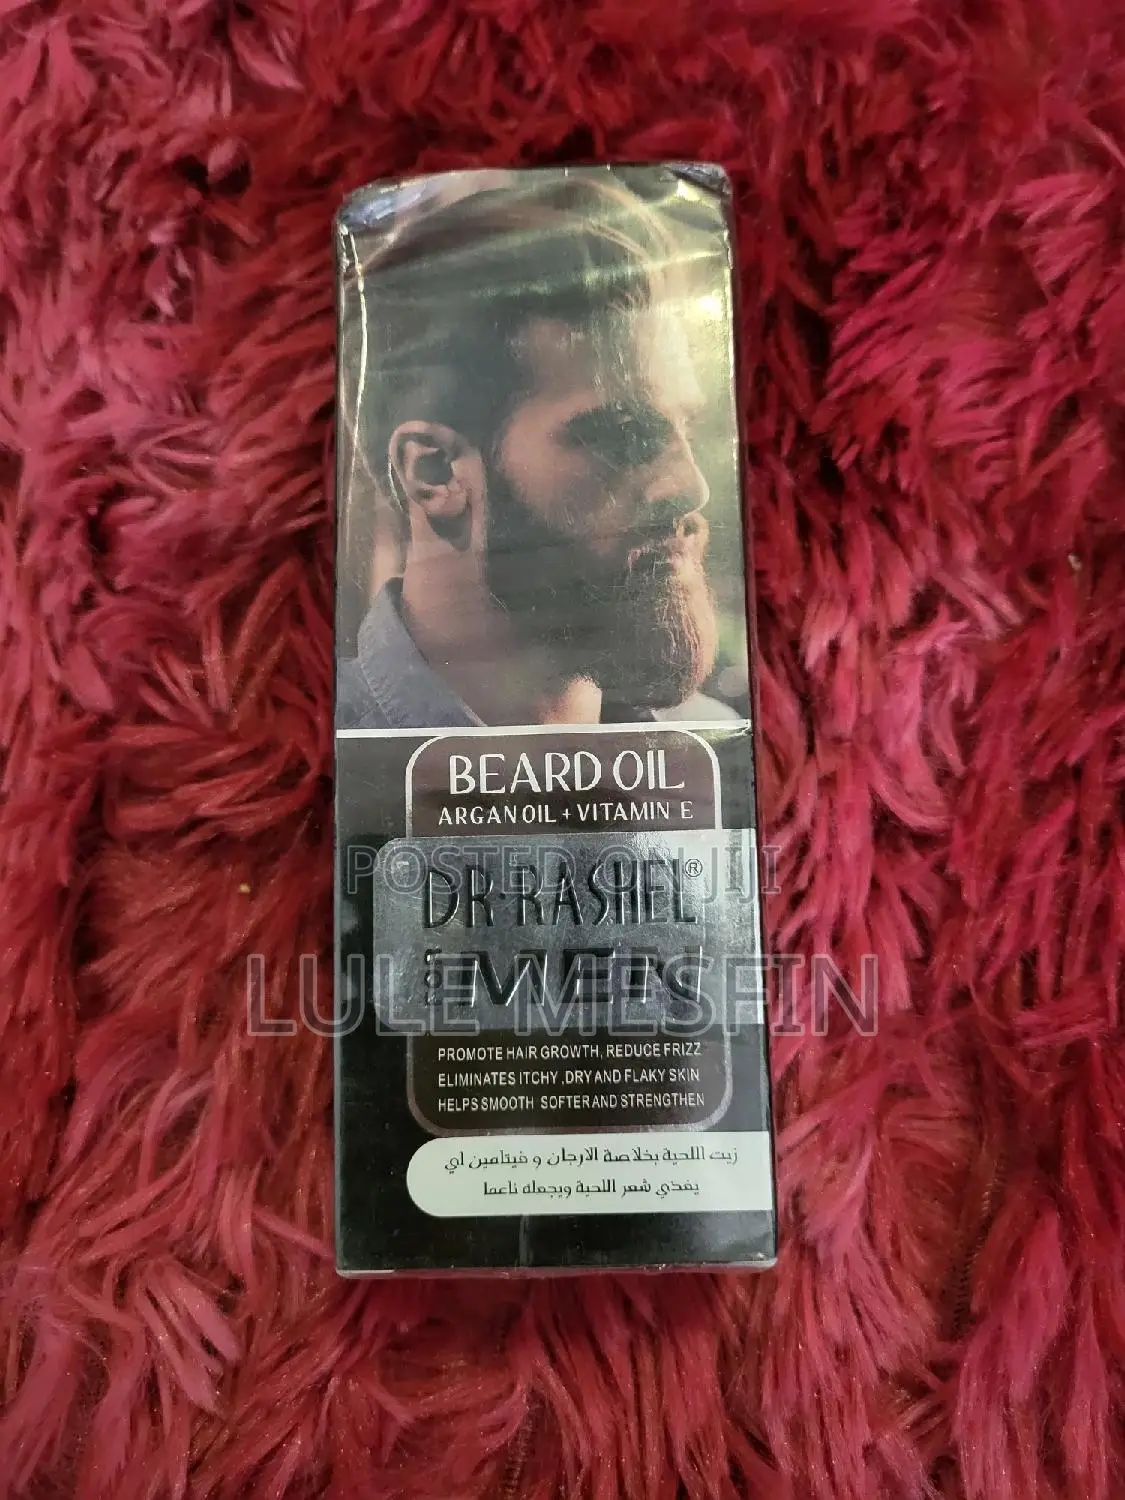 BEARD OIL
ARGAN OIL + VITAMIN E
POSTED ON JIJI
DR·RASHEL®
LULE MESFIN
FOR MEN
PROMOTE HAIR GROWTH, REDUCE FRIZZ
ELIMINATES ITCHY ,DRY AND FLAKY SKIN
HELPS SMOOTH SOFTER AND STRENGTHEN
زيت اللحية بخلاصة الارجان و فيتامين اي
يغذي شعر اللحية ويجعله ناعما